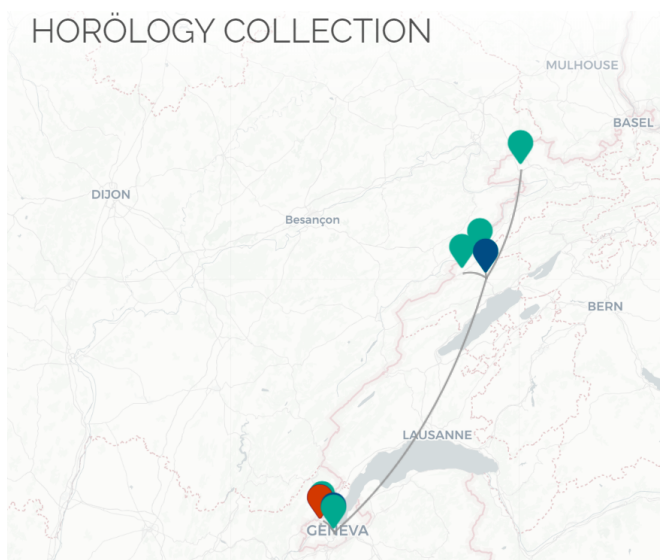 HORÖLOGY COLLECTION
MULHOUSE
BASEL
DIJON
Besançon
BERN
LAUSANNE
GENEVA